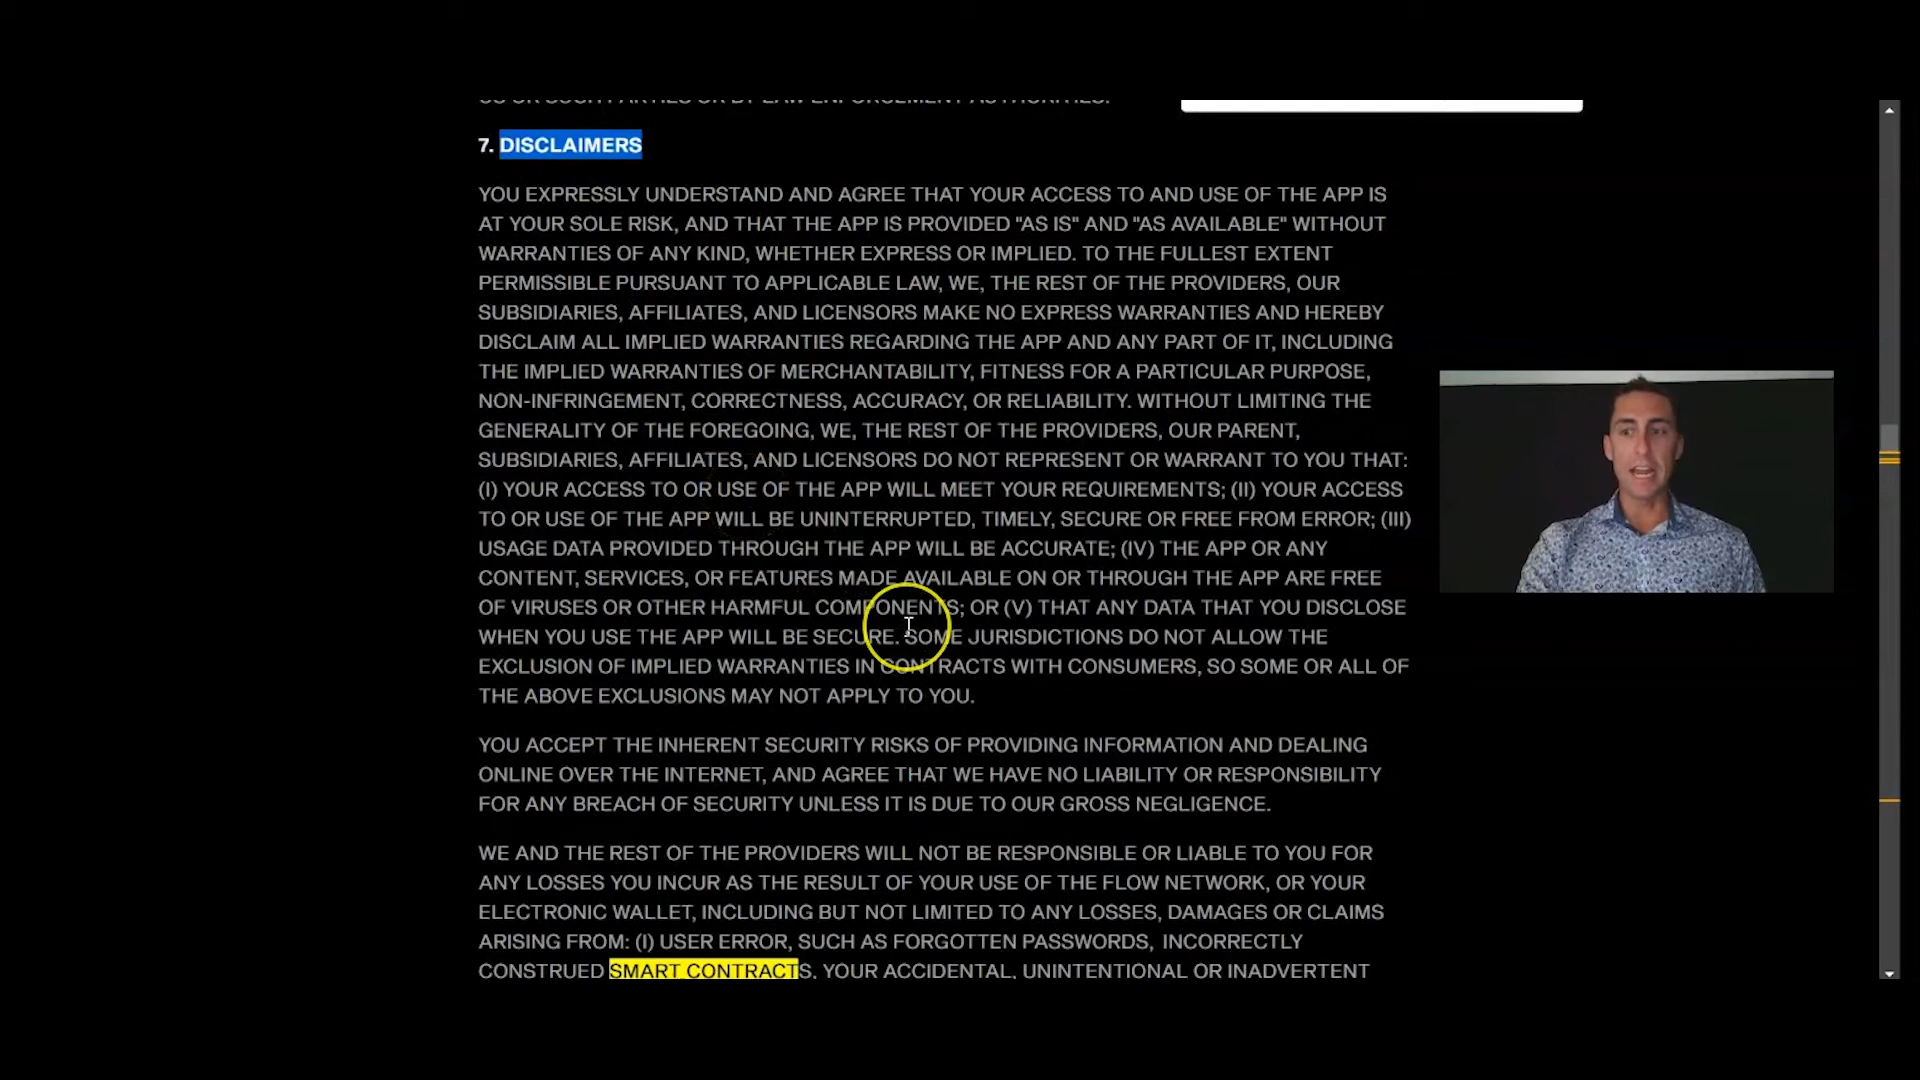 US OR SUCH PARTIES OR BY LAW ENFORCEMENT AUTHORITIES.
7. DISCLAIMERS
YOU EXPRESSLY UNDERSTAND AND AGREE THAT YOUR ACCESS TO AND USE OF THE APP IS
AT YOUR SOLE RISK, AND THAT THE APP IS PROVIDED "AS IS" AND "AS AVAILABLE" WITHOUT
WARRANTIES OF ANY KIND, WHETHER EXPRESS OR IMPLIED. TO THE FULLEST EXTENT
PERMISSIBLE PURSUANT TO APPLICABLE LAW, WE, THE REST OF THE PROVIDERS, OUR
SUBSIDIARIES, AFFILIATES, AND LICENSORS MAKE NO EXPRESS WARRANTIES AND HEREBY
DISCLAIM ALL IMPLIED WARRANTIES REGARDING THE APP AND ANY PART OF IT, INCLUDING
THE IMPLIED WARRANTIES OF MERCHANTABILITY, FITNESS FOR A PARTICULAR PURPOSE,
NON-INFRINGEMENT, CORRECTNESS, ACCURACY, OR RELIABILITY. WITHOUT LIMITING THE
GENERALITY OF THE FOREGOING, WE, THE REST OF THE PROVIDERS, OUR PARENT,
SUBSIDIARIES, AFFILIATES, AND LICENSORS DO NOT REPRESENT OR WARRANT TO YOU THAT:
(I) YOUR ACCESS TO OR USE OF THE APP WILL MEET YOUR REQUIREMENTS; (II) YOUR ACCESS
TO OR USE OF THE APP WILL BE UNINTERRUPTED, TIMELY, SECURE OR FREE FROM ERROR; (III)
USAGE DATA PROVIDED THROUGH THE APP WILL BE ACCURATE; (IV) THE APP OR ANY
CONTENT, SERVICES, OR FEATURES MADE AVAILABLE ON OR THROUGH THE APP ARE FREE
OF VIRUSES OR OTHER HARMFUL COMPONENTS; OR (V) THAT ANY DATA THAT YOU DISCLOSE
WHEN YOU USE THE APP WILL BE SECURE. SOME JURISDICTIONS DO NOT ALLOW THE
EXCLUSION OF IMPLIED WARRANTIES IN CONTRACTS WITH CONSUMERS, SO SOME OR ALL OF
THE ABOVE EXCLUSIONS MAY NOT APPLY TO YOU.
YOU ACCEPT THE INHERENT SECURITY RISKS OF PROVIDING INFORMATION AND DEALING
ONLINE OVER THE INTERNET, AND AGREE THAT WE HAVE NO LIABILITY OR RESPONSIBILITY
FOR ANY BREACH OF SECURITY UNLESS IT IS DUE TO OUR GROSS NEGLIGENCE.
WE AND THE REST OF THE PROVIDERS WILL NOT BE RESPONSIBLE OR LIABLE TO YOU FOR
ANY LOSSES YOU INCUR AS THE RESULT OF YOUR USE OF THE FLOW NETWORK, OR YOUR
ELECTRONIC WALLET, INCLUDING BUT NOT LIMITED TO ANY LOSSES, DAMAGES OR CLAIMS
ARISING FROM: (I) USER ERROR, SUCH AS FORGOTTEN PASSWORDS, INCORRECTLY
CONSTRUED SMART CONTRACTS, YOUR ACCIDENTAL, UNINTENTIONAL OR INADVERTENT